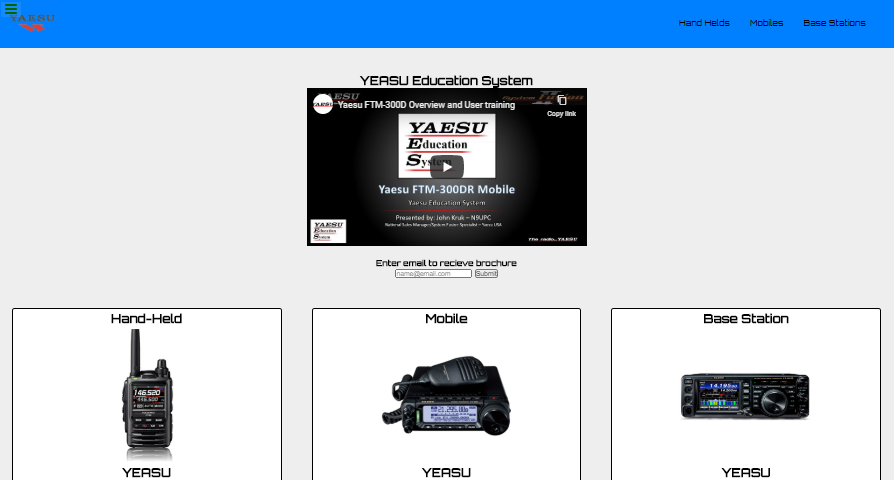 YAESU
Hand Helds
Mobiles
Base Stations
YEASU Education System
Yaesu FTM-300D Overview and User training
Copy link
YAESU
Education
System
Yaesu FTM-300DR Mobile
Yaesu Education System
Presented by: John Kruk – N9UPC
National Sales Manager/System Fusion Specialist – Yaesu USA
YAESU
Education
System
The radio YAESU
Enter email to recieve brochure
name@email.com
Submit
Hand-Held
Mobile
Base Station
146.520
YEASU
YEASU
YEASU